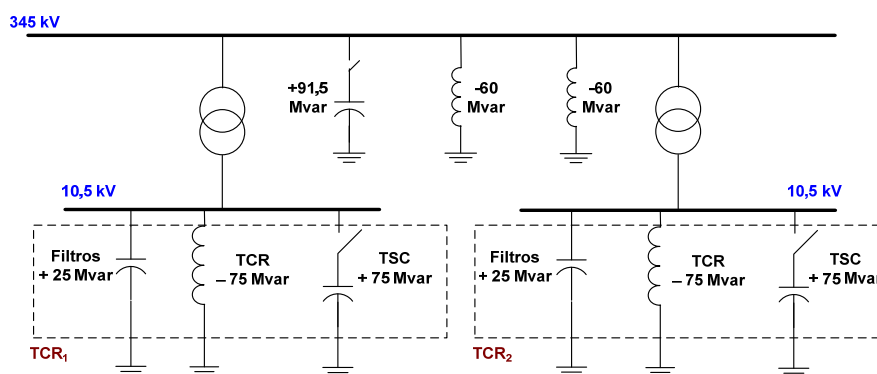 345 kV
+91,5
Mvar
-60
Mvar
-60
Mvar
10,5 kV
10,5 kV
Filtros
+ 25 Mvar
TCR
– 75 Mvar
TSC
+ 75 Mvar
Filtros
+ 25 Mvar
TCR
– 75 Mvar
TSC
+ 75 Mvar
TCR₁
TCR₂